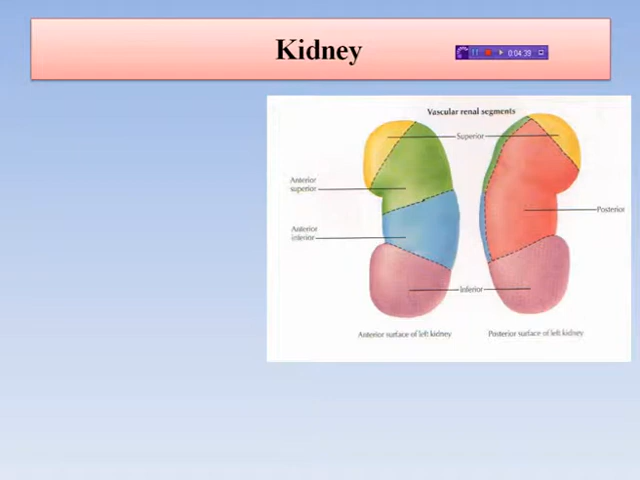 Kidney
0:04:39
Vascular renal segments
Superior
Anterior
superior
Posterior
Anterior
inferior
Inferior
Anterior surface of left kidney
Posterior surface of left kidney